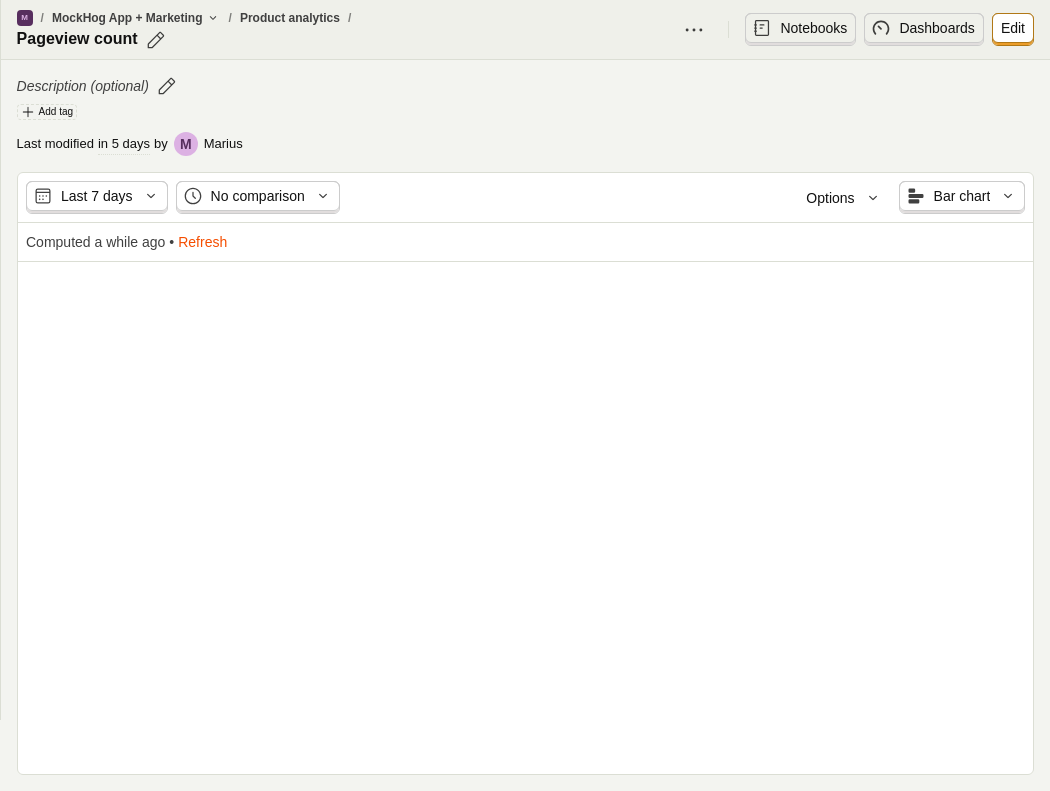 M / MockHog App + Marketing / Product analytics /
Pageview count
Notebooks
Dashboards
Edit
Description (optional)
Add tag
Last modified in 5 days by M Marius
Last 7 days
No comparison
Options
Bar chart
Computed a while ago • Refresh